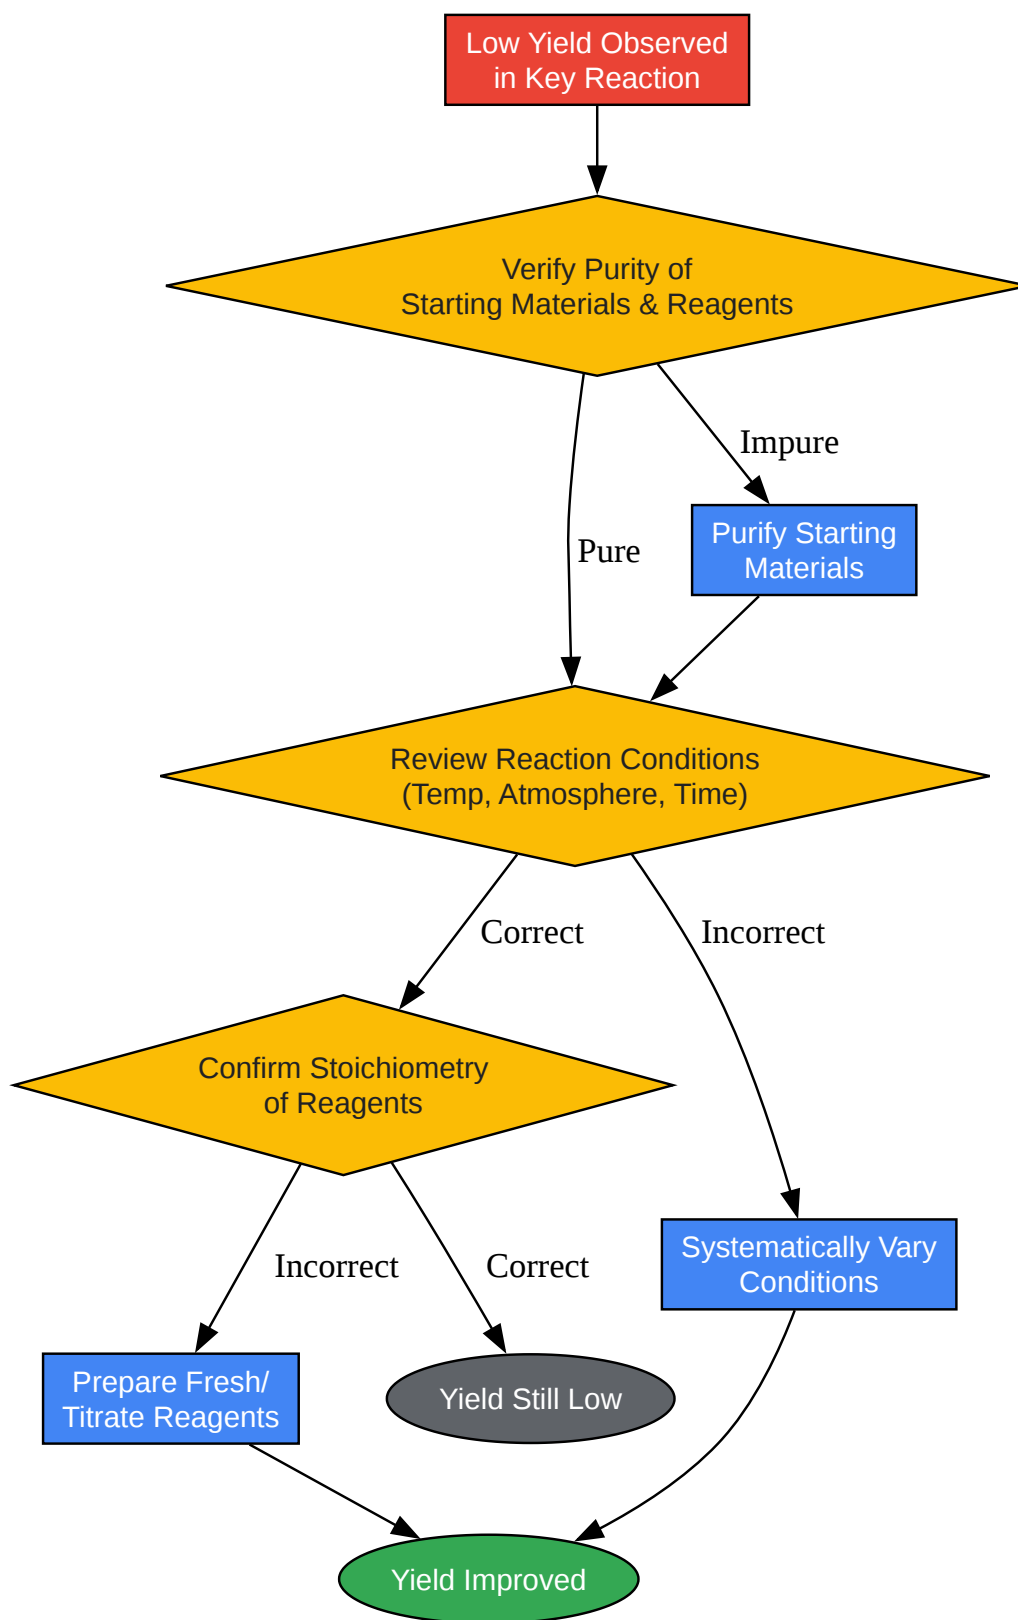 Low Yield Observed
in Key Reaction
Verify Purity of
Starting Materials & Reagents
Impure
Purify Starting
Materials
Pure
Review Reaction Conditions
(Temp, Atmosphere, Time)
Correct
Incorrect
Confirm Stoichiometry
of Reagents
Incorrect
Correct
Systematically Vary
Conditions
Prepare Fresh/
Titrate Reagents
Yield Still Low
Yield Improved